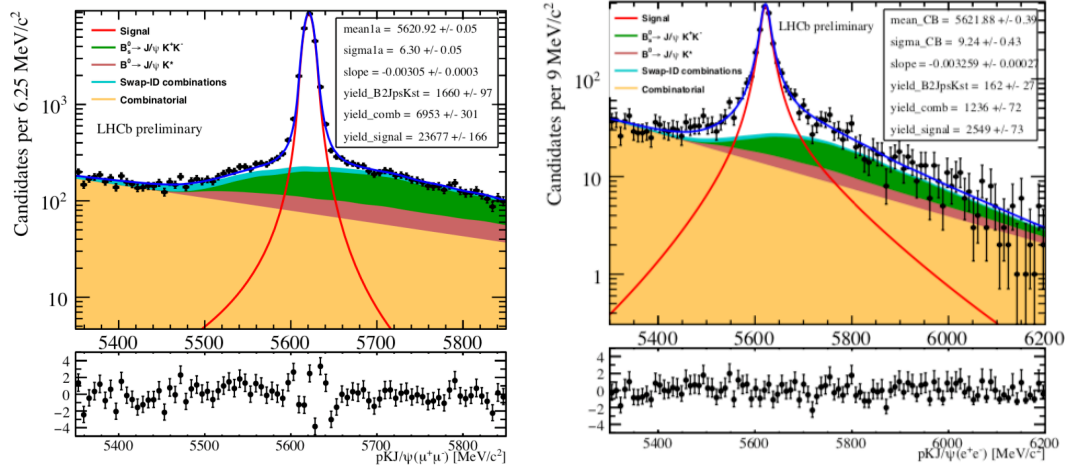 Candidates per 6.25 MeV/c²
10³
10²
10
Signal
B⁰ₛ→ J/ψ K⁺K⁻
B⁰→ J/ψ K*
Swap-ID combinations
Combinatorial
LHCb preliminary
mean1a = 5620.92 +/- 0.05
sigma1a = 6.30 +/- 0.05
slope = -0.00305 +/- 0.0003
yield_B2JpsKst = 1660 +/- 97
yield_comb = 6953 +/- 301
yield_signal = 23677 +/- 166
5400 5500 5600 5700 5800
4
2
0
−2
−4
5400 5500 5600 5700 5800
pKJ/ψ(μ⁺μ⁻) [MeV/c²]
Candidates per 9 MeV/c²
10²
10
1
Signal
B⁰ₛ→ J/ψ K⁺K⁻
B⁰→ J/ψ K*
Swap-ID combinations
Combinatorial
LHCb preliminary
mean_CB = 5621.88 +/- 0.39
sigma_CB = 9.24 +/- 0.43
slope = -0.003259 +/- 0.00027
yield_B2JpsKst = 162 +/- 27
yield_comb = 1236 +/- 72
yield_signal = 2549 +/- 73
5400 5600 5800 6000 6200
4
2
0
−2
−4
5400 5600 5800 6000 6200
pKJ/ψ(e⁺e⁻) [MeV/c²]